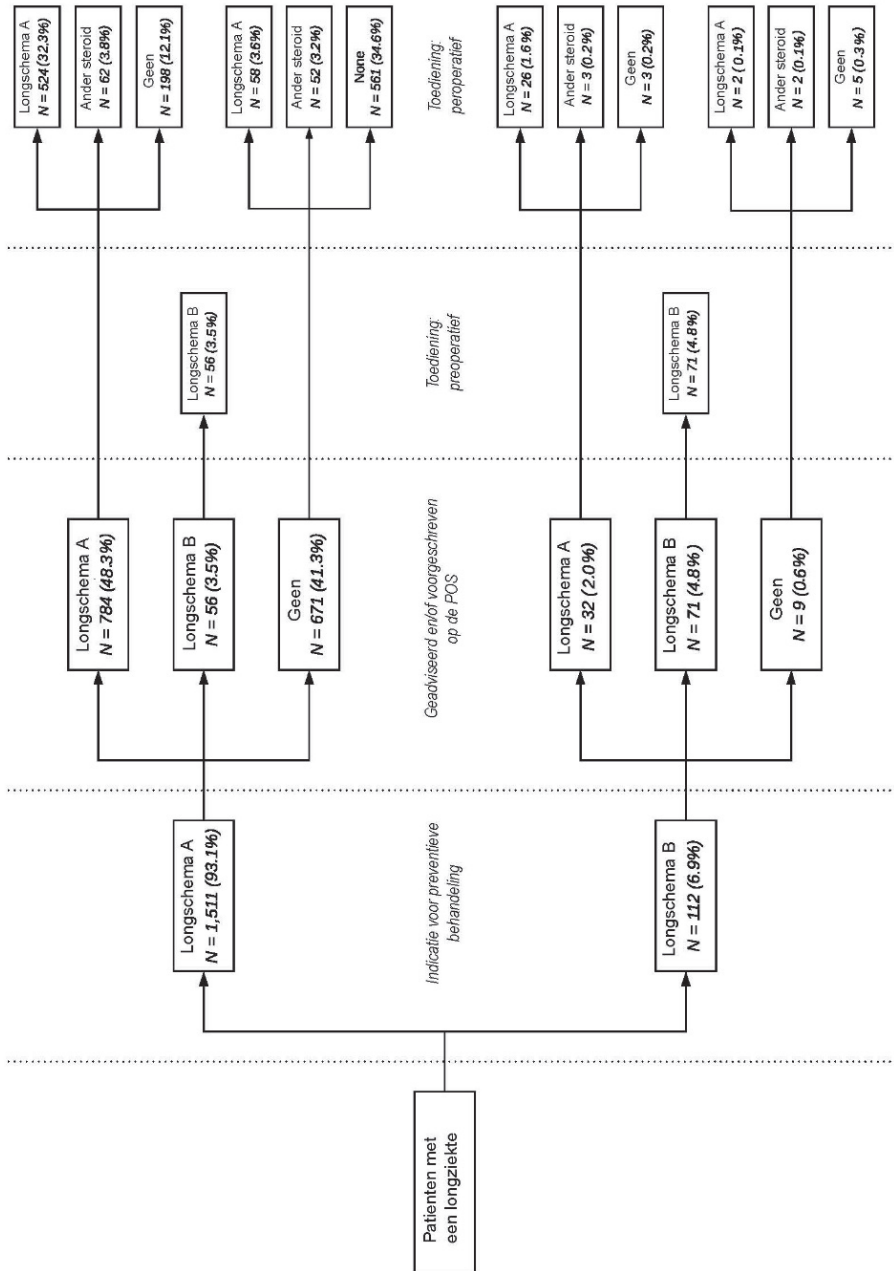 Patienten met
een longziekte
Indicatie voor preventieve
behandeling
Longschema A
N = 1,511 (93.1%)
Longschema B
N = 112 (6.9%)
Geadviseerd en/of voorgeschreven
op de POS
Longschema A
N = 784 (48.3%)
Longschema B
N = 56 (3.5%)
Geen
N = 671 (41.3%)
Longschema A
N = 32 (2.0%)
Longschema B
N = 71 (4.8%)
Geen
N = 9 (0.6%)
Toediening:
preoperatief
Longschema B
N = 56 (3.5%)
Longschema B
N = 71 (4.8%)
Toediening:
peroperatief
Longschema A
N = 524 (32.3%)
Ander steroid
N = 62 (3.8%)
Geen
N = 198 (12.1%)
Longschema A
N = 58 (3.6%)
Ander steroid
N = 52 (3.2%)
None
N = 561 (34.6%)
Longschema A
N = 26 (1.6%)
Ander steroid
N = 3 (0.2%)
Geen
N = 3 (0.2%)
Longschema A
N = 2 (0.1%)
Ander steroid
N = 2 (0.1%)
Geen
N = 5 (0.3%)